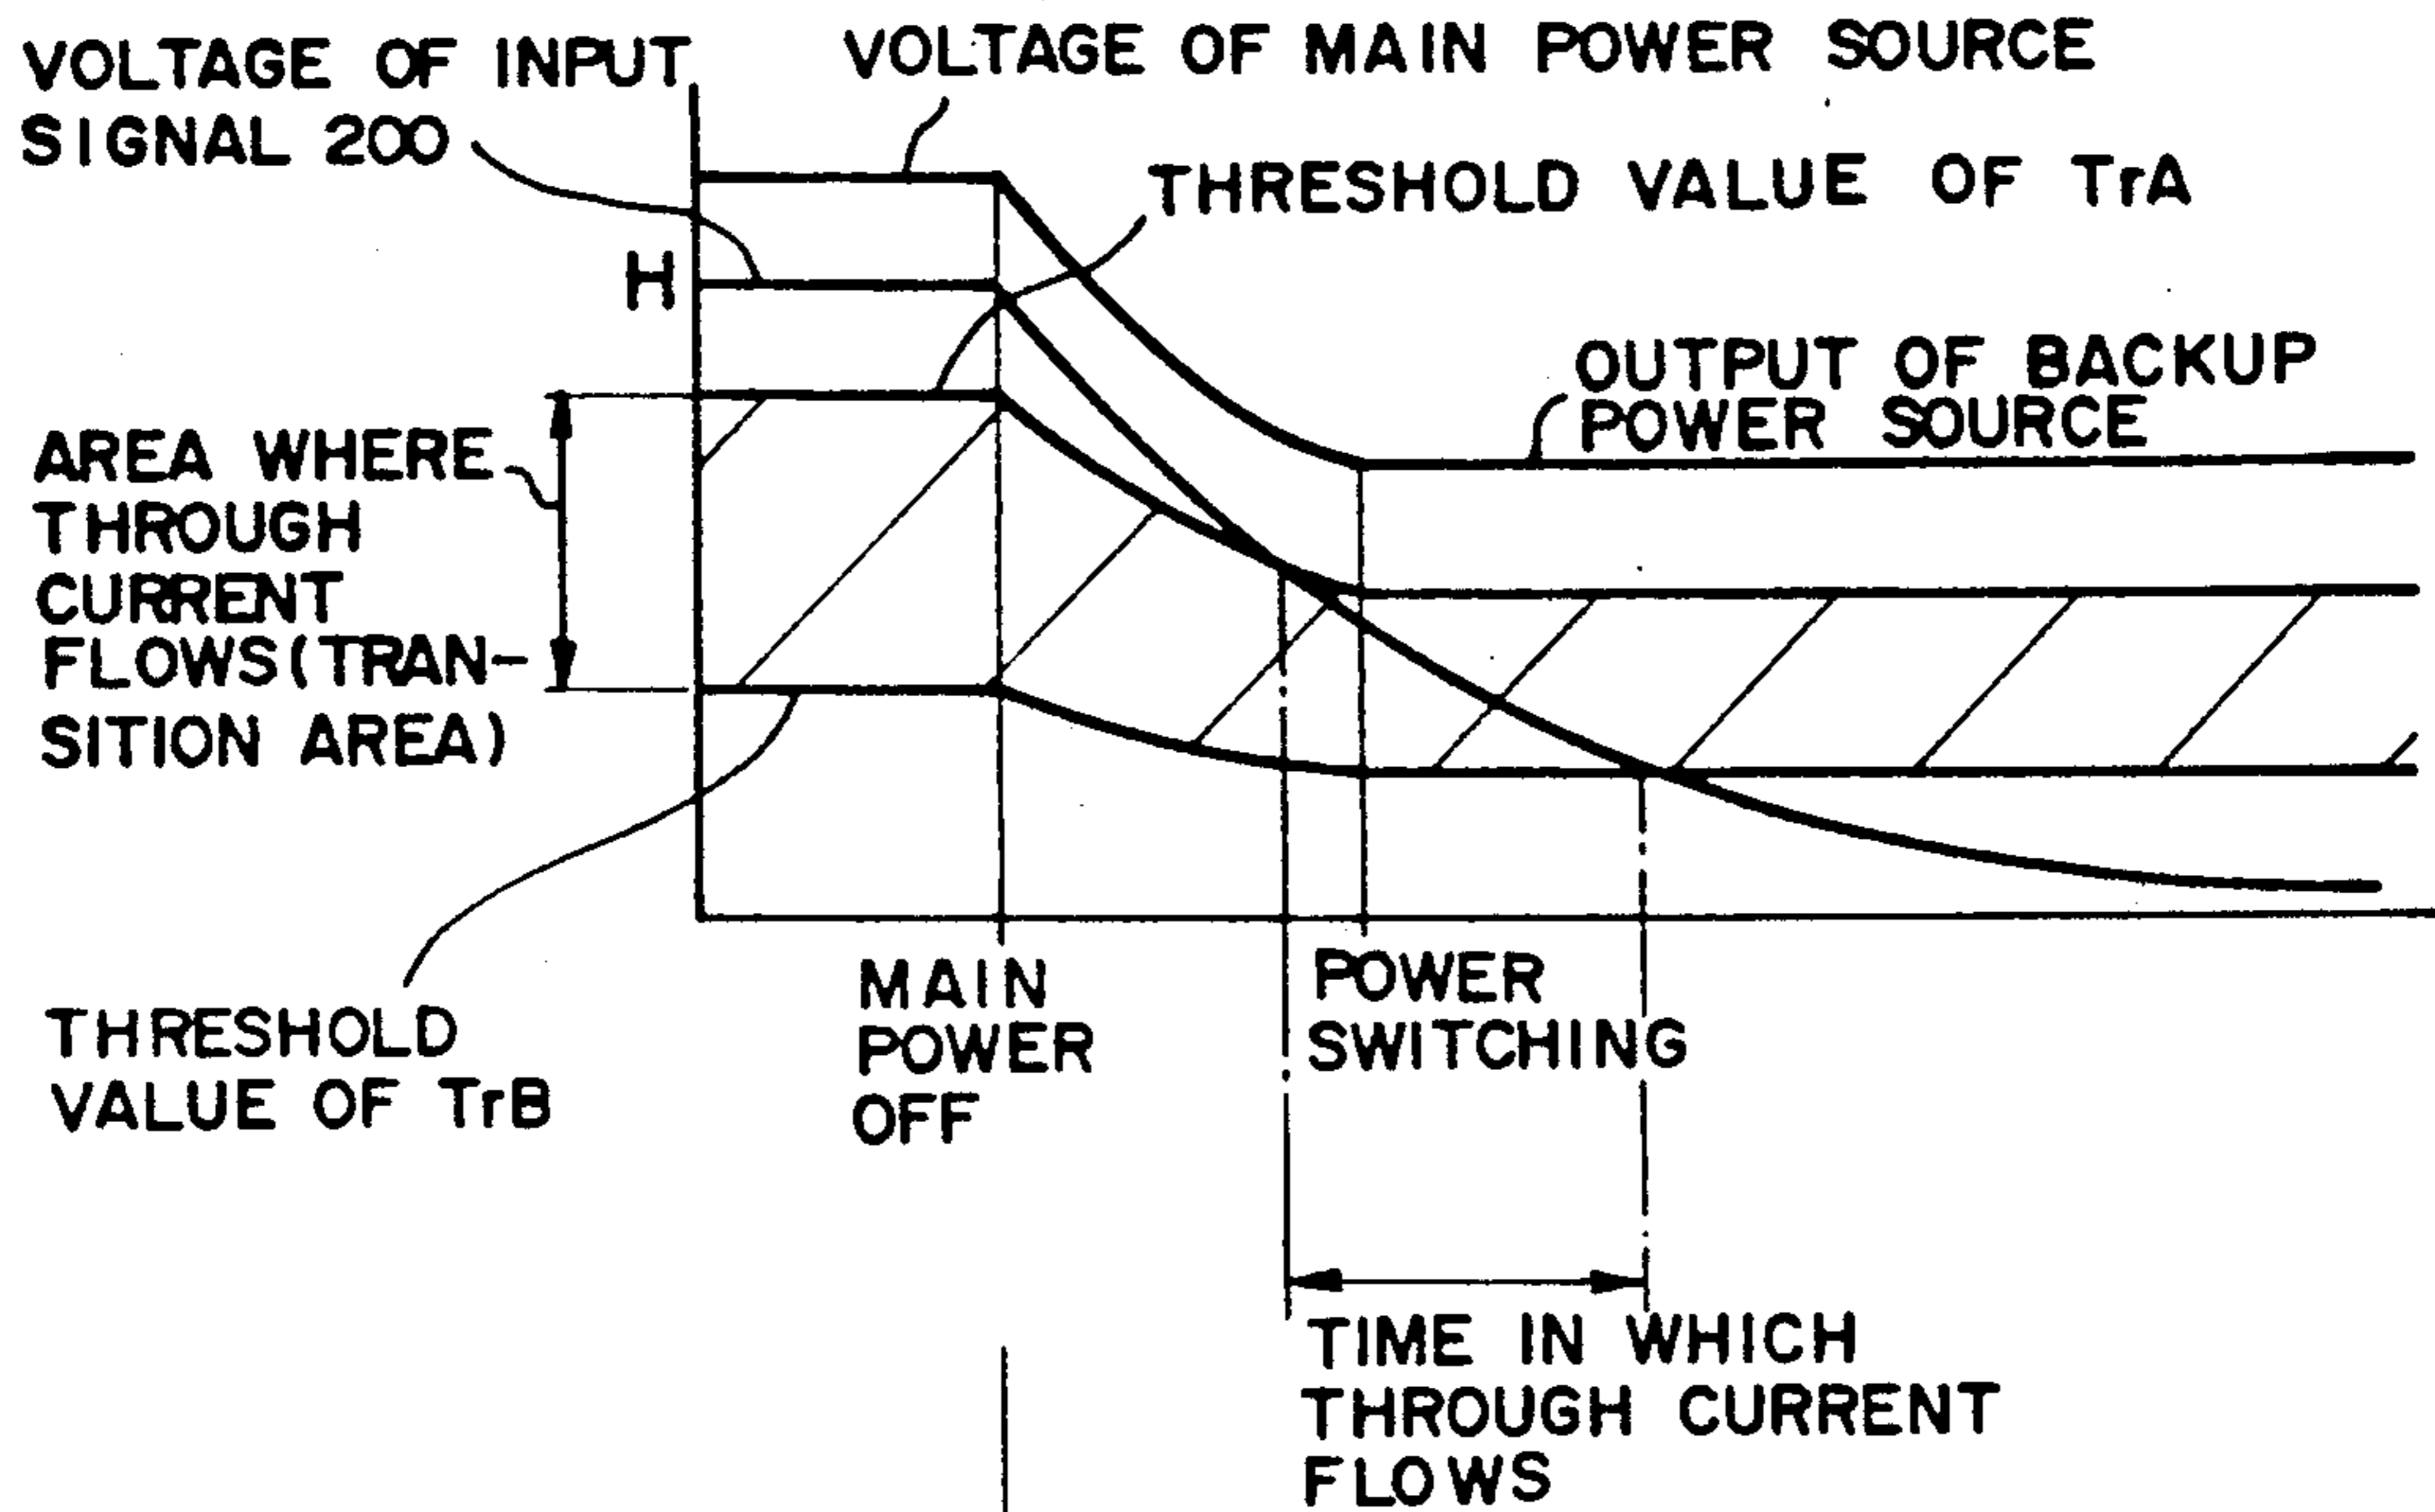 VOLTAGE OF INPUT
SIGNAL 200
VOLTAGE OF MAIN POWER SOURCE
THRESHOLD VALUE OF TrA
H
OUTPUT OF BACKUP
POWER SOURCE
AREA WHERE
THROUGH
CURRENT
FLOWS(TRAN-
SITION AREA)
THRESHOLD
VALUE OF TrB
MAIN
POWER
OFF
POWER
SWITCHING
TIME IN WHICH
THROUGH CURRENT
FLOWS